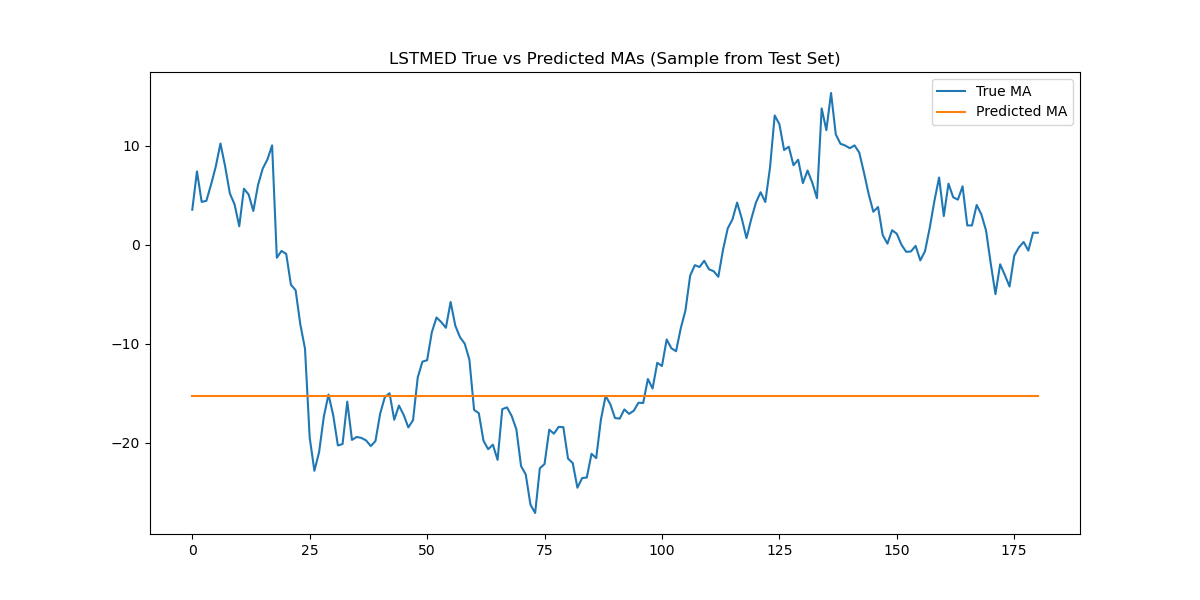 LSTMED True vs Predicted MAs (Sample from Test Set)
True MA
Predicted MA
10
0
−10
−20
0 25 50 75 100 125 150 175